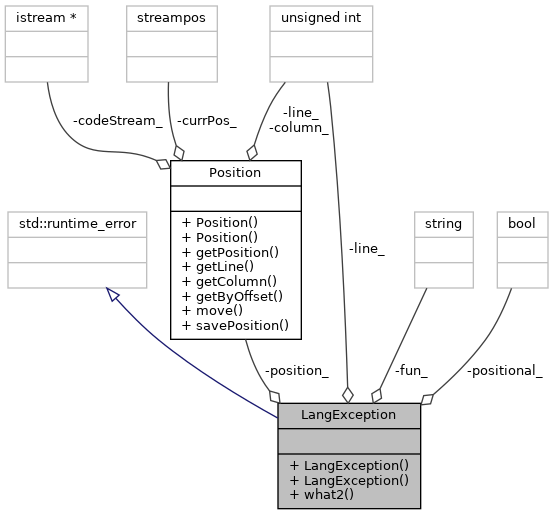 istream *
streampos
unsigned int
-codeStream_
-currPos_
-line_
-column_
Position
+ Position()
+ Position()
+ getPosition()
+ getLine()
+ getColumn()
+ getByOffset()
+ move()
+ savePosition()
std::runtime_error
string
bool
-line_
-position_
-fun_
-positional_
LangException
+ LangException()
+ LangException()
+ what2()